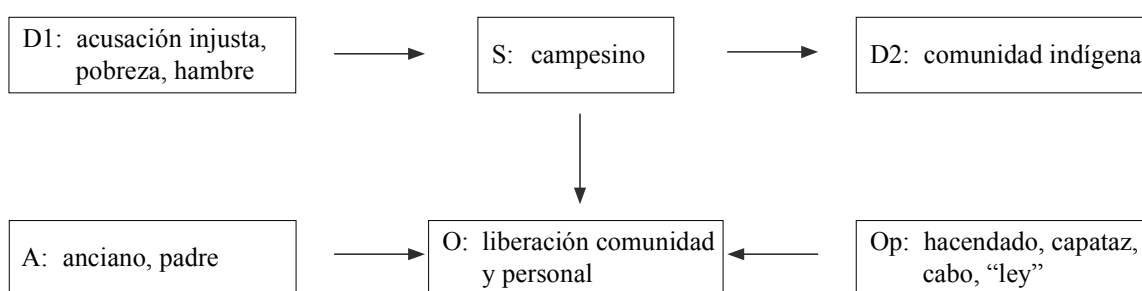 D1: acusación injusta,
pobreza, hambre
S: campesino
D2: comunidad indígena
A: anciano, padre
O: liberación comunidad
y personal
Op: hacendado, capataz,
cabo, “ley”